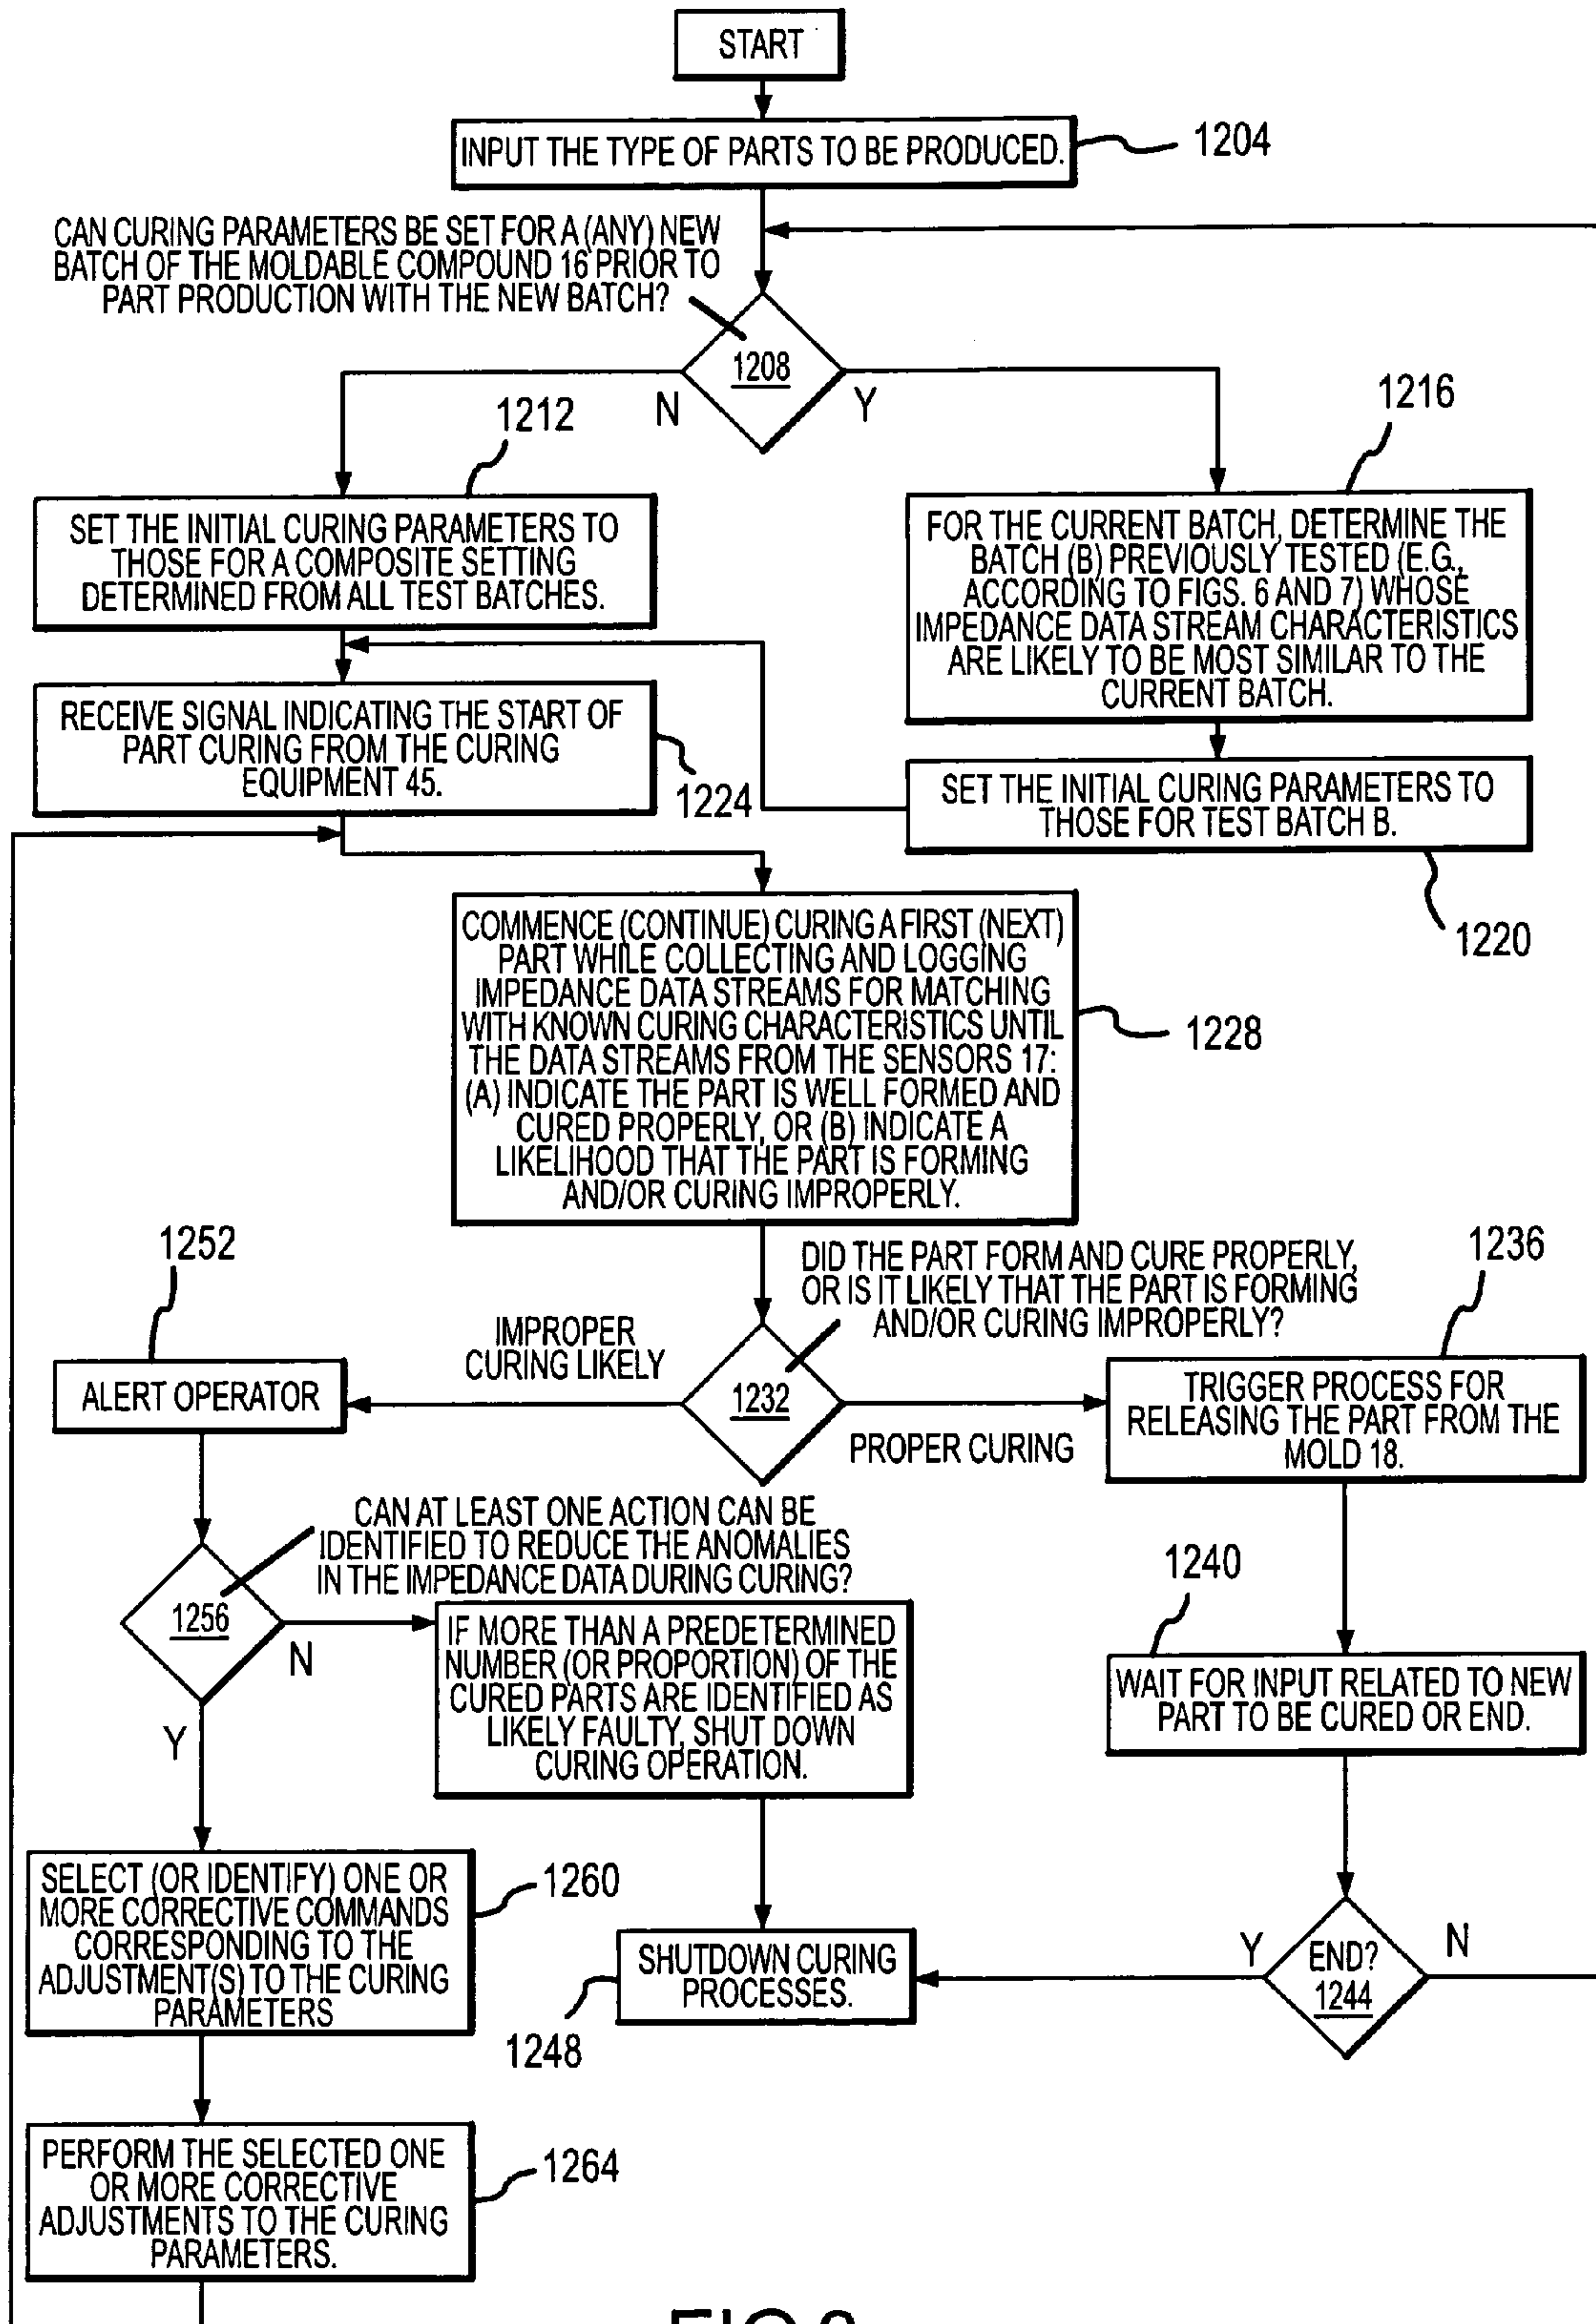 START
INPUT THE TYPE OF PARTS TO BE PRODUCED.
1204
CAN CURING PARAMETERS BE SET FOR A (ANY) NEW
BATCH OF THE MOLDABLE COMPOUND 16 PRIOR TO
PART PRODUCTION WITH THE NEW BATCH?
1208
N
Y
1212
1216
SET THE INITIAL CURING PARAMETERS TO
THOSE FOR A COMPOSITE SETTING
DETERMINED FROM ALL TEST BATCHES.
FOR THE CURRENT BATCH, DETERMINE THE
BATCH (B) PREVIOUSLY TESTED (E.G.,
ACCORDING TO FIGS. 6 AND 7) WHOSE
IMPEDANCE DATA STREAM CHARACTERISTICS
ARE LIKELY TO BE MOST SIMILAR TO THE
CURRENT BATCH.
RECEIVE SIGNAL INDICATING THE START OF
PART CURING FROM THE CURING
EQUIPMENT 45.
1224
SET THE INITIAL CURING PARAMETERS TO
THOSE FOR TEST BATCH B.
1220
COMMENCE (CONTINUE) CURING A FIRST (NEXT)
PART WHILE COLLECTING AND LOGGING
IMPEDANCE DATA STREAMS FOR MATCHING
WITH KNOWN CURING CHARACTERISTICS UNTIL
THE DATA STREAMS FROM THE SENSORS 17:
(A) INDICATE THE PART IS WELL FORMED AND
CURED PROPERLY, OR (B) INDICATE A
LIKELIHOOD THAT THE PART IS FORMING
AND/OR CURING IMPROPERLY.
1228
1252
DID THE PART FORM AND CURE PROPERLY,
OR IS IT LIKELY THAT THE PART IS FORMING
AND/OR CURING IMPROPERLY?
1236
IMPROPER
CURING LIKELY
ALERT OPERATOR
1232
PROPER CURING
TRIGGER PROCESS FOR
RELEASING THE PART FROM THE
MOLD 18.
CAN AT LEAST ONE ACTION CAN BE
IDENTIFIED TO REDUCE THE ANOMALIES
IN THE IMPEDANCE DATA DURING CURING?
1256
N
Y
IF MORE THAN A PREDETERMINED
NUMBER (OR PROPORTION) OF THE
CURED PARTS ARE IDENTIFIED AS
LIKELY FAULTY, SHUT DOWN
CURING OPERATION.
1240
WAIT FOR INPUT RELATED TO NEW
PART TO BE CURED OR END.
SELECT (OR IDENTIFY) ONE OR
MORE CORRECTIVE COMMANDS
CORRESPONDING TO THE
ADJUSTMENT(S) TO THE CURING
PARAMETERS
1260
SHUTDOWN CURING
PROCESSES.
1248
Y
END?
1244
N
PERFORM THE SELECTED ONE
OR MORE CORRECTIVE
ADJUSTMENTS TO THE CURING
PARAMETERS.
1264